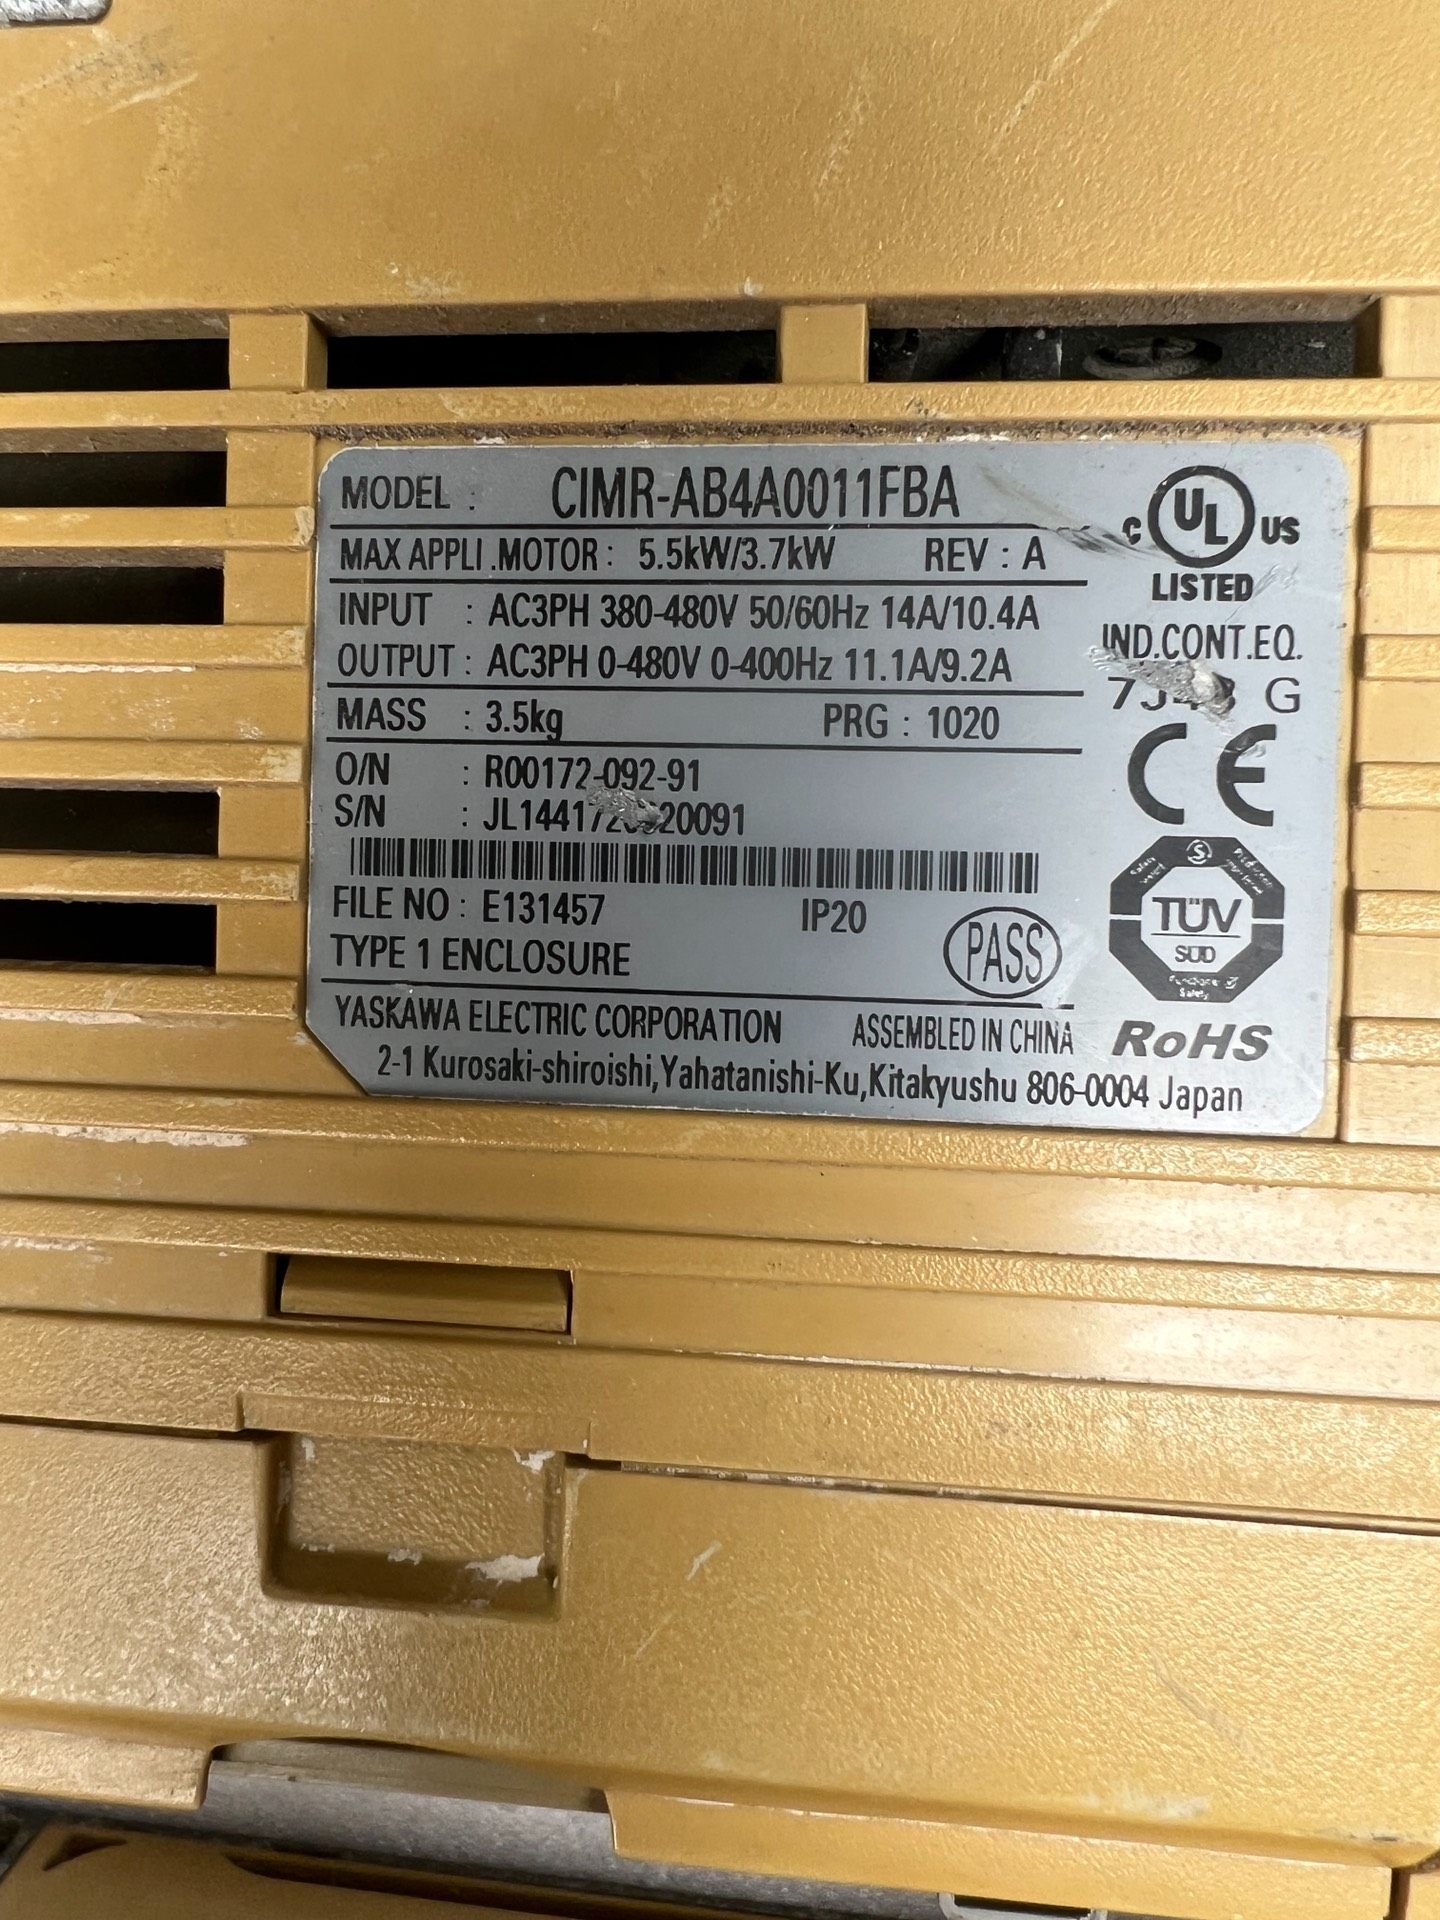 MODEL : CIMR-AB4A0011FBA
MAX APPLI.MOTOR : 5.5kW/3.7kW REV : A
INPUT : AC3PH 380-480V 50/60Hz 14A/10.4A
OUTPUT : AC3PH 0-480V 0-400Hz 11.1A/9.2A
MASS : 3.5kg PRG : 1020
O/N : R00172-092-91
S/N :
FILE NO : E131457 IP20
TYPE 1 ENCLOSURE
PASS
YASKAWA ELECTRIC CORPORATION ASSEMBLED IN CHINA
2-1 Kurosaki-shiroishi,Yahatanishi-Ku,Kitakyushu 806-0004 Japan
C UL US
LISTED
IND.CONT.EQ.
G
CE
TÜV
SÜD
Functional
Safety
RoHS